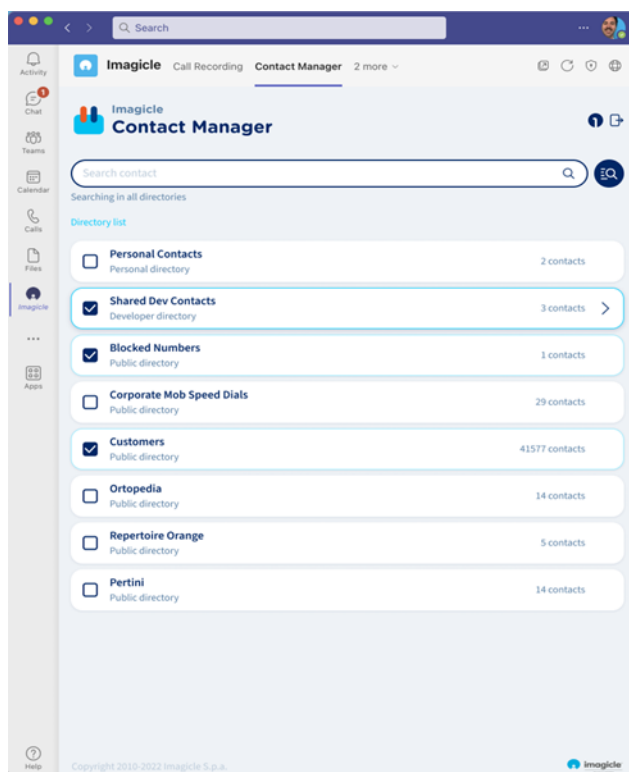 Search
Activity
Chat
1
Teams
Calendar
Calls
Files
Imagicle
Apps
Help
Imagicle Call Recording Contact Manager 2 more
Imagicle
Contact Manager
Search contact
Searching in all directories
Directory list
Personal Contacts
Personal directory
2 contacts
Shared Dev Contacts
Developer directory
3 contacts
Blocked Numbers
Public directory
1 contacts
Corporate Mob Speed Dials
Public directory
29 contacts
Customers
Public directory
41577 contacts
Ortopedia
Public directory
14 contacts
Repertoire Orange
Public directory
5 contacts
Pertini
Public directory
14 contacts
Copyright 2010-2022 Imagicle S.p.a.
imagicle